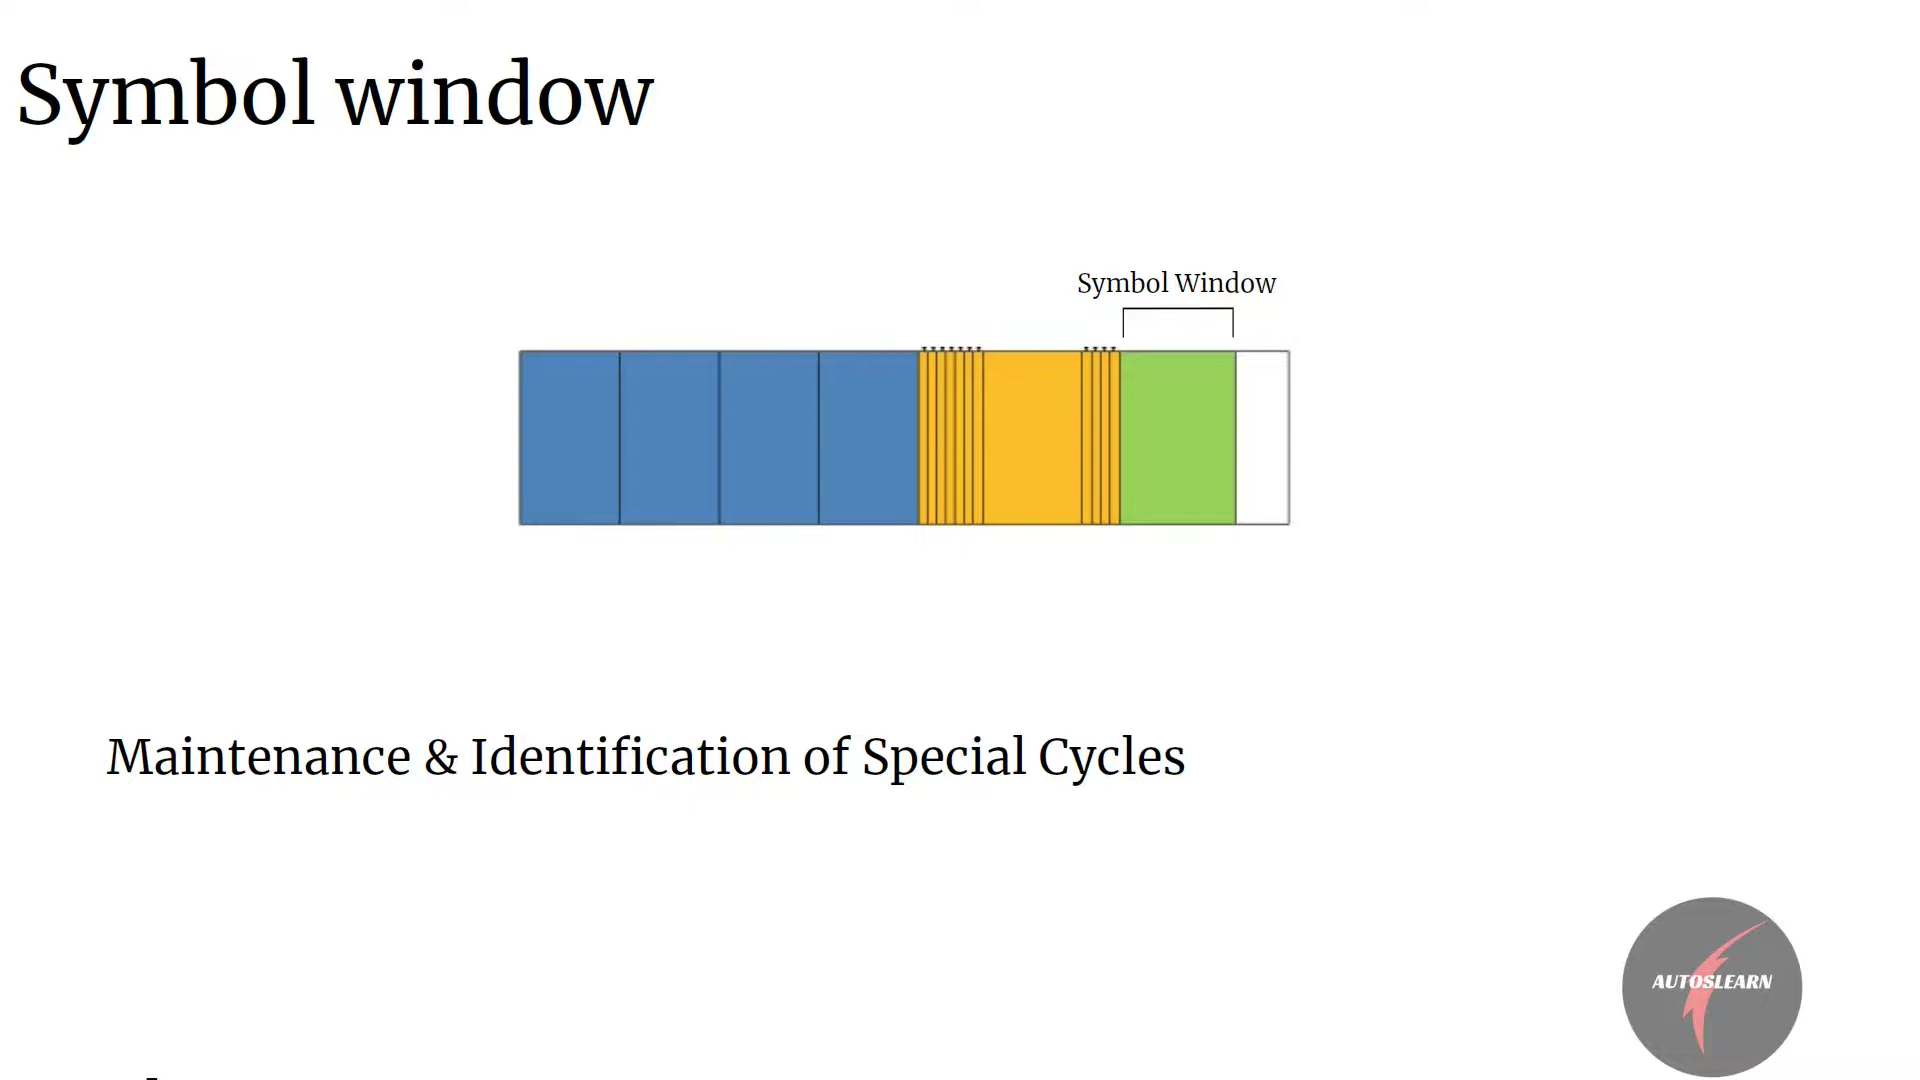 Symbol window
Symbol Window
Maintenance & Identification of Special Cycles
AUTOSLEARN